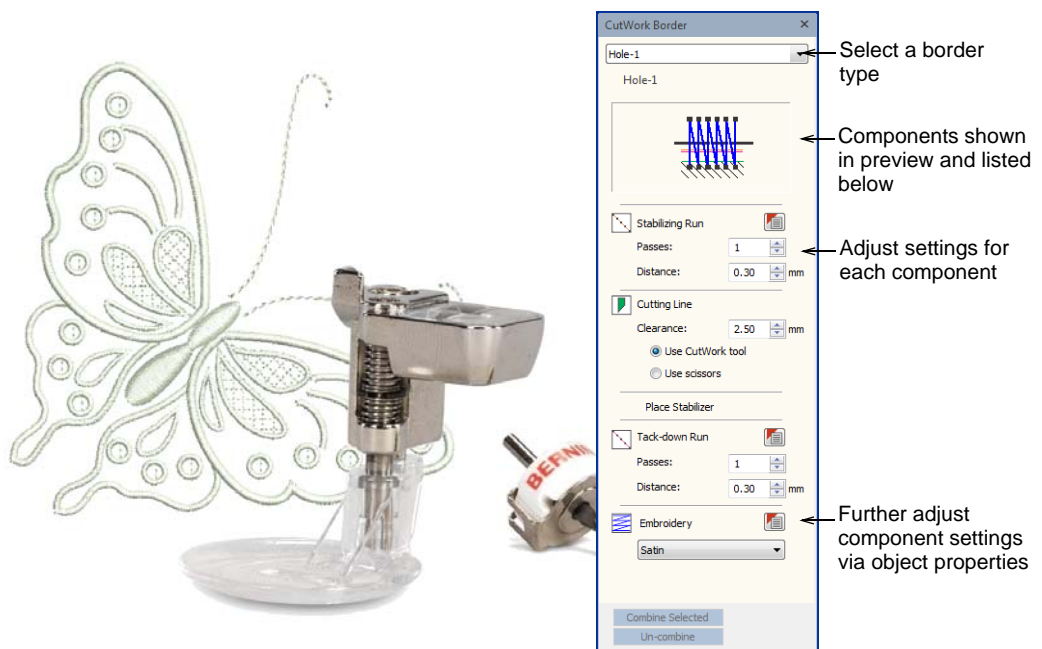 CutWork Border
Hole-1
Hole-1
Stabilizing Run
Passes: 1
Distance: 0.30 mm
Cutting Line
Clearance: 2.50 mm
Use CutWork tool
Use scissors
Place Stabilizer
Tack-down Run
Passes: 1
Distance: 0.30 mm
Embroidery
Satin
Combine Selected
Un-combine
Select a border
type
Components shown
in preview and listed
below
Adjust settings for
each component
Further adjust
component settings
via object properties